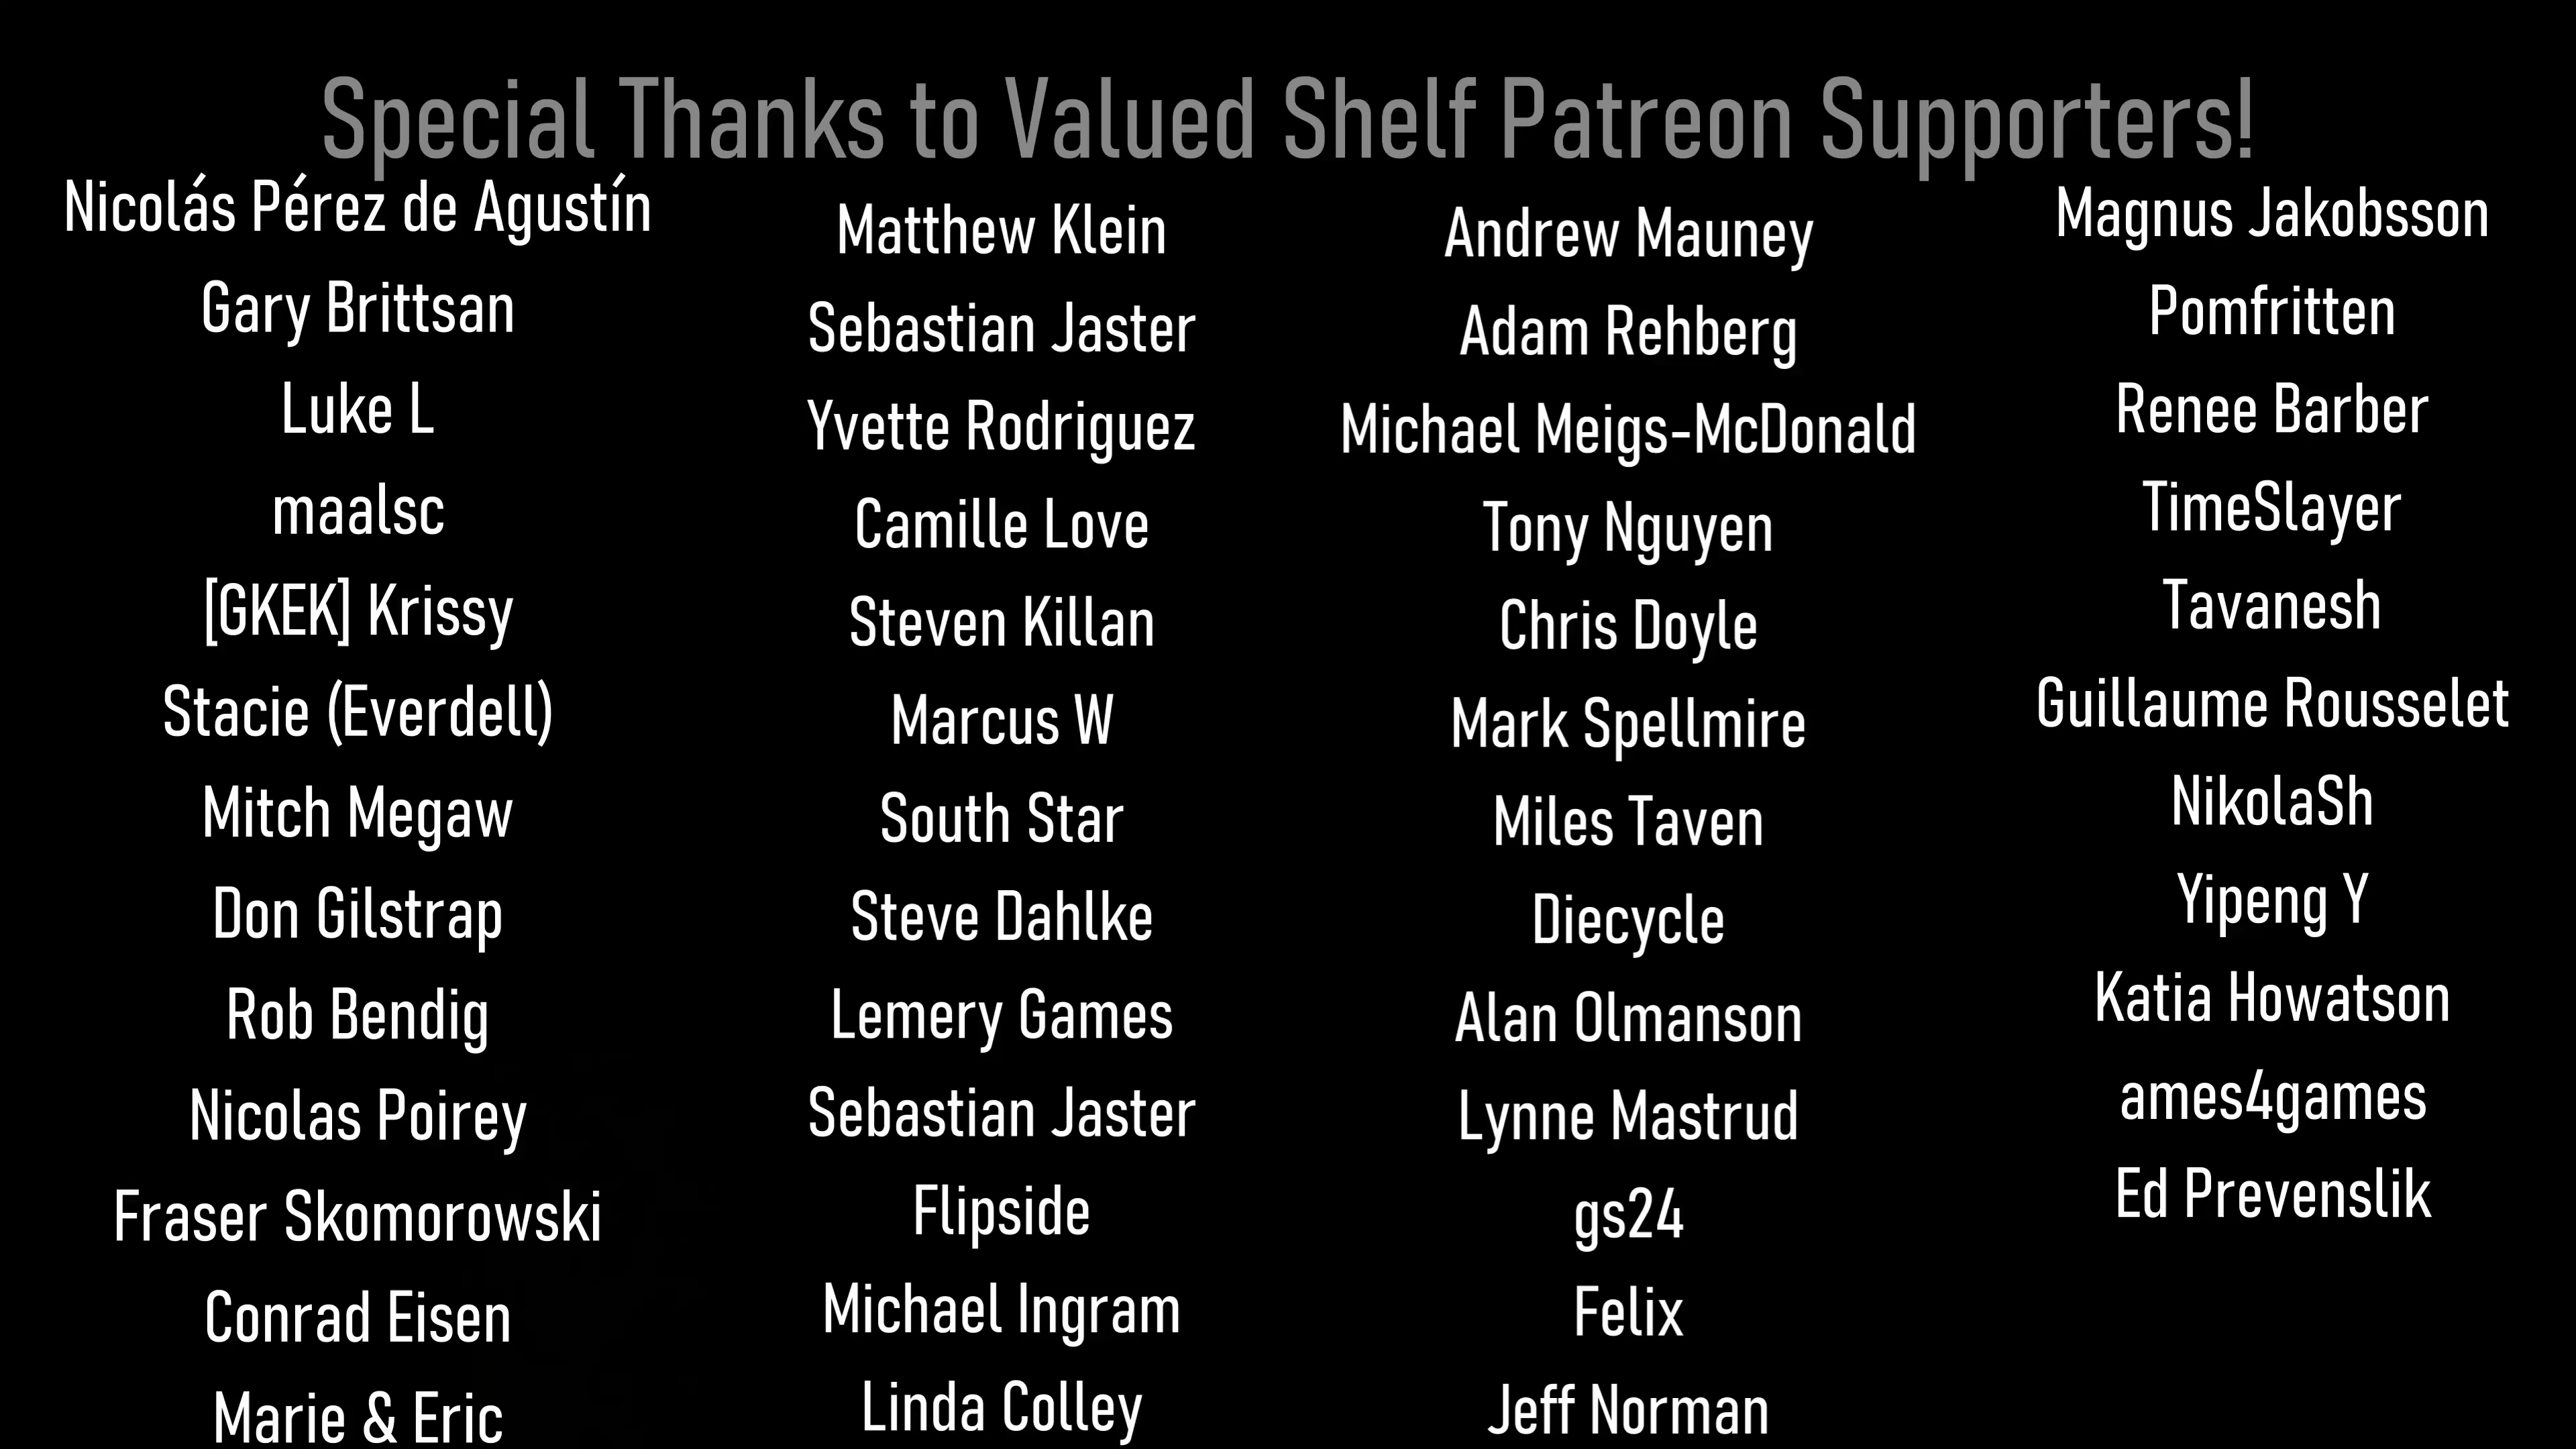 Special Thanks to Valued Shelf Patreon Supporters!
Nicolás Pérez de Agustín
Gary Brittsan
Luke L
maalsc
[GKEK] Krissy
Stacie (Everdell)
Mitch Megaw
Don Gilstrap
Rob Bendig
Nicolas Poirey
Fraser Skomorowski
Conrad Eisen
Marie & Eric
Matthew Klein
Sebastian Jaster
Yvette Rodriguez
Camille Love
Steven Killan
Marcus W
South Star
Steve Dahlke
Lemery Games
Sebastian Jaster
Flipside
Michael Ingram
Linda Colley
Andrew Mauney
Adam Rehberg
Michael Meigs-McDonald
Tony Nguyen
Chris Doyle
Mark Spellmire
Miles Taven
Diecycle
Alan Olmanson
Lynne Mastrud
gs24
Felix
Jeff Norman
Magnus Jakobsson
Pomfritten
Renee Barber
TimeSlayer
Tavanesh
Guillaume Rousselet
NikolaSh
Yipeng Y
Katia Howatson
ames4games
Ed Prevenslik